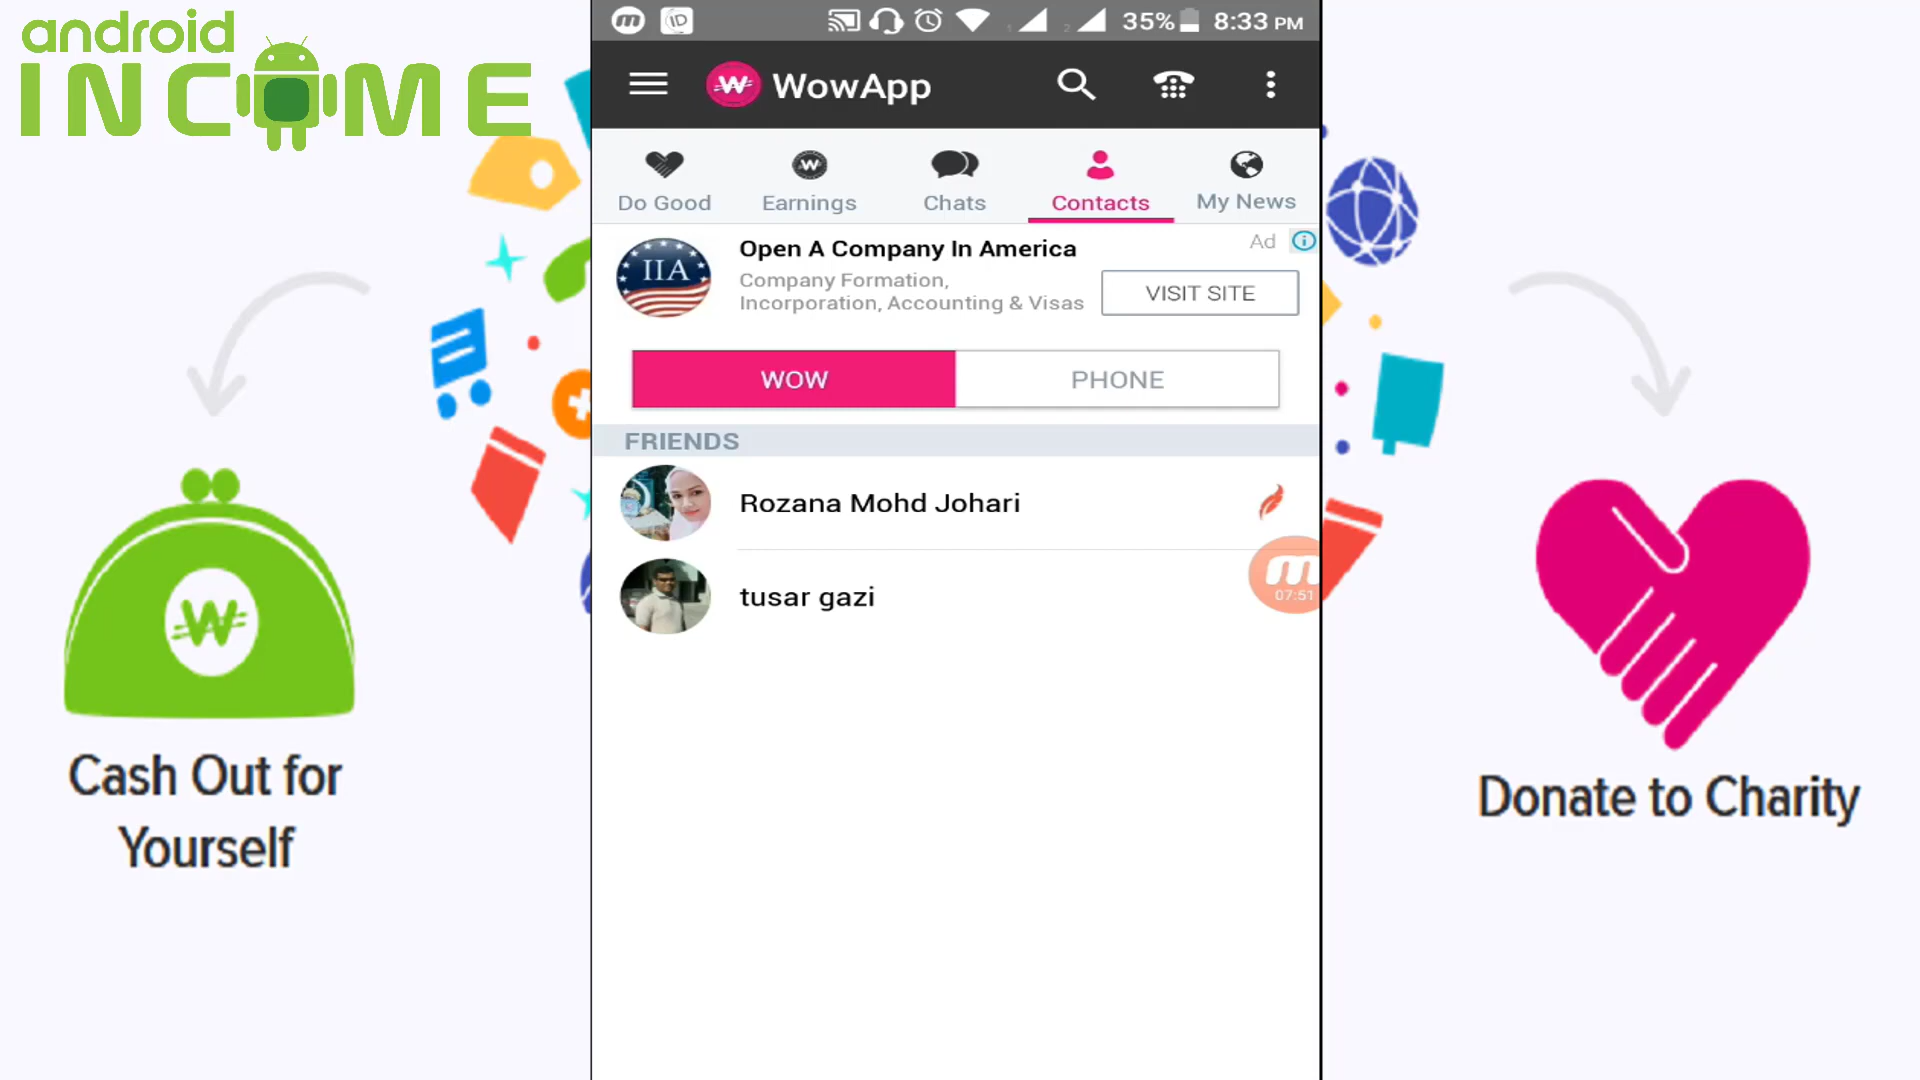 android
INCOME
35% 8:33 PM
WowApp
Do Good Earnings Chats Contacts My News
Open A Company In America
Ad
Company Formation,
Incorporation, Accounting & Visas
VISIT SITE
IIA
WOW PHONE
FRIENDS
Rozana Mohd Johari
tusar gazi
07:51
W
Cash Out for
Yourself
Donate to Charity